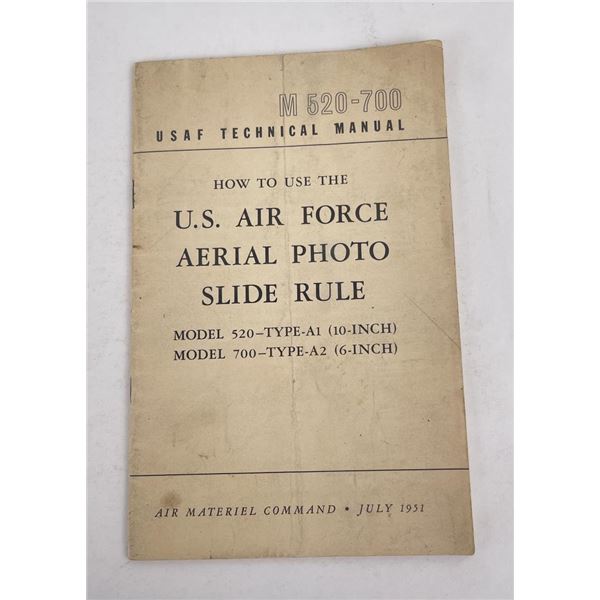 M 520-700
USAF TECHNICAL MANUAL
HOW TO USE THE
U.S. AIR FORCE
AERIAL PHOTO
SLIDE RULE
MODEL 520–TYPE-A1 (10-INCH)
MODEL 700–TYPE-A2 (6-INCH)
AIR MATERIEL COMMAND • JULY 1951